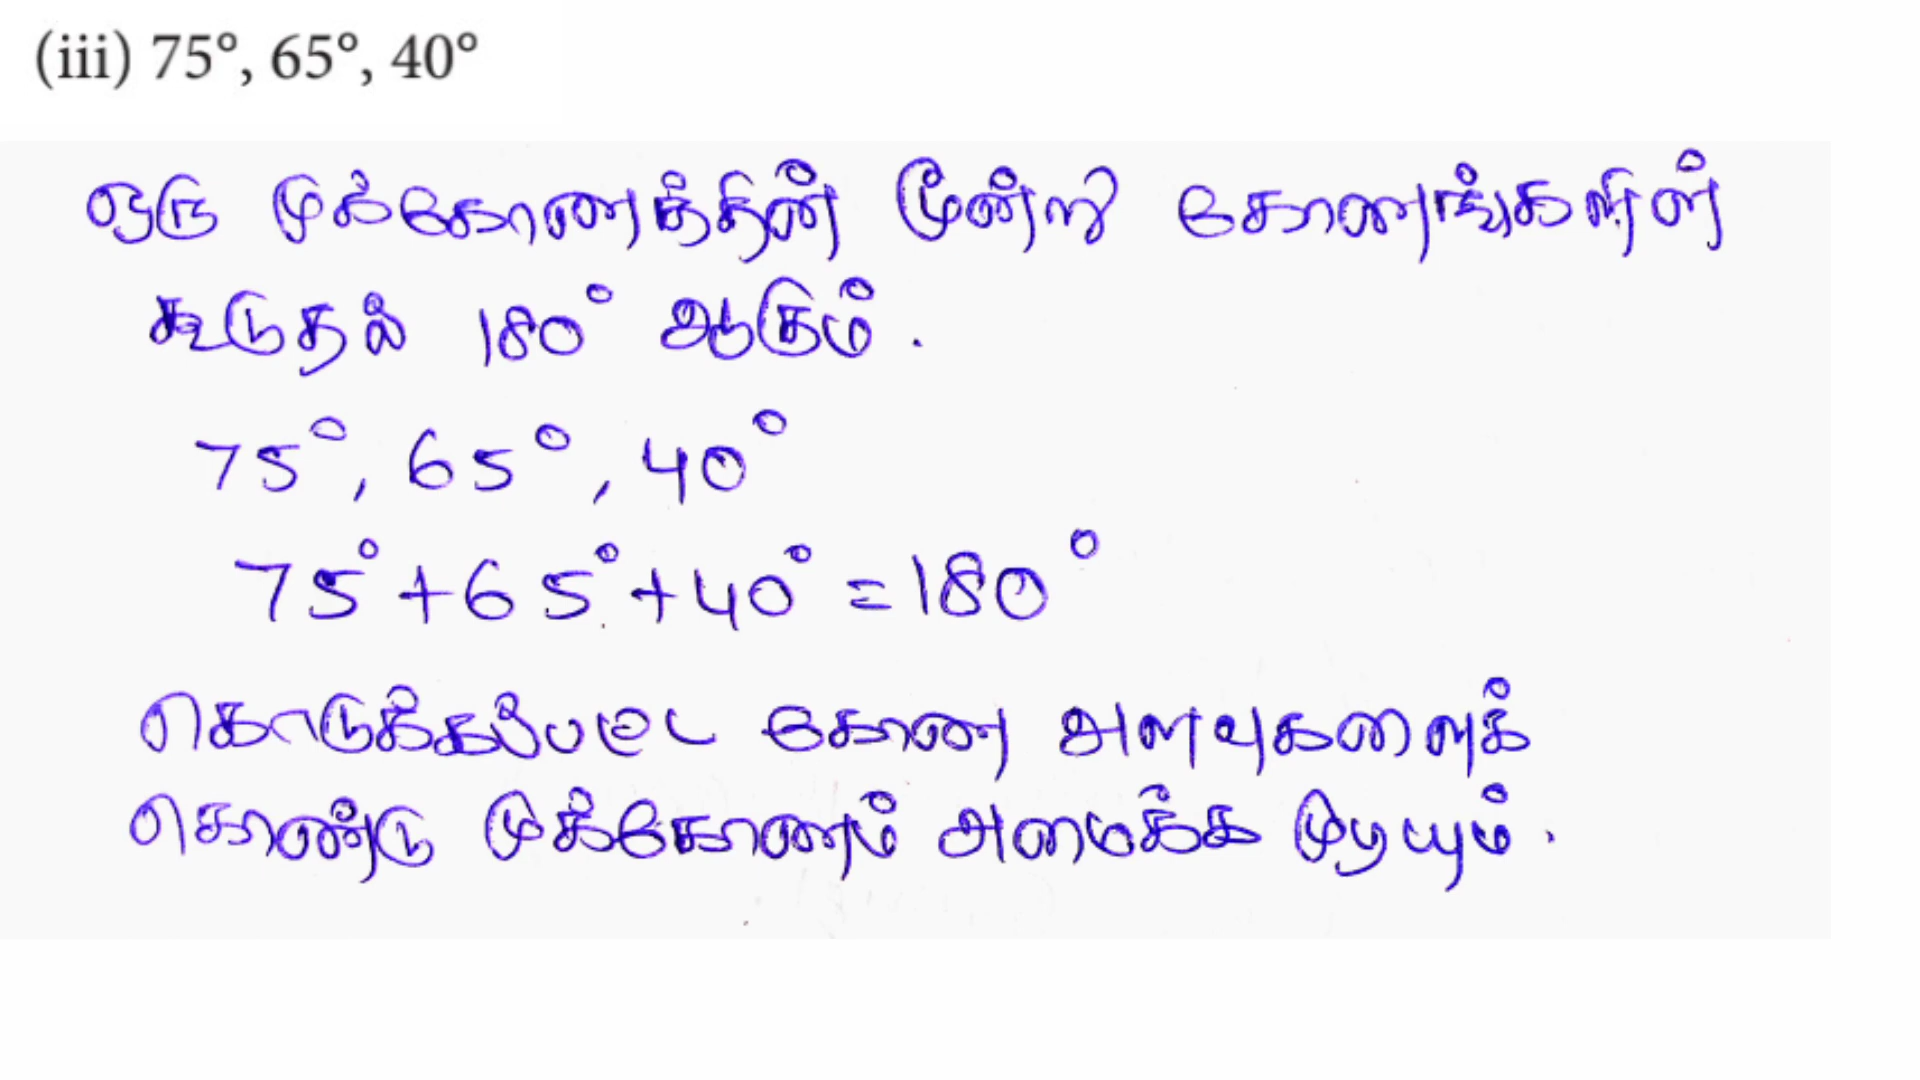 (iii) 75°, 65°, 40°
ஒரு முக்கோணத்தின் மூன்று கோணங்களின்
கூடுதல் 180° ஆகும்.
75°, 65°, 40°
75° + 65° + 40° = 180°
கொடுக்கப்பட்ட கோண அளவுகளைக்
கொண்டு முக்கோணம் அமைக்க முடியும்.